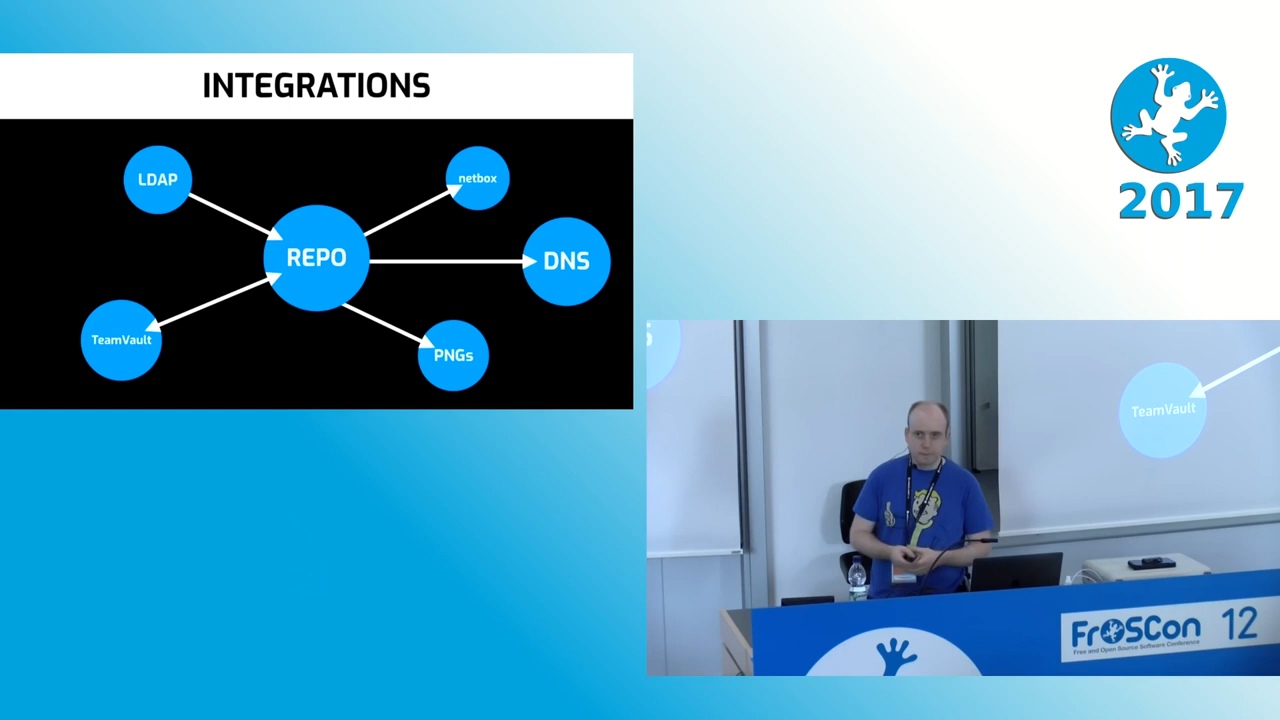 INTEGRATIONS
LDAP
netbox
REPO
DNS
TeamVault
PNGs
2017
TeamVault
FrOSCon 12
Free and Open Source Software Conference